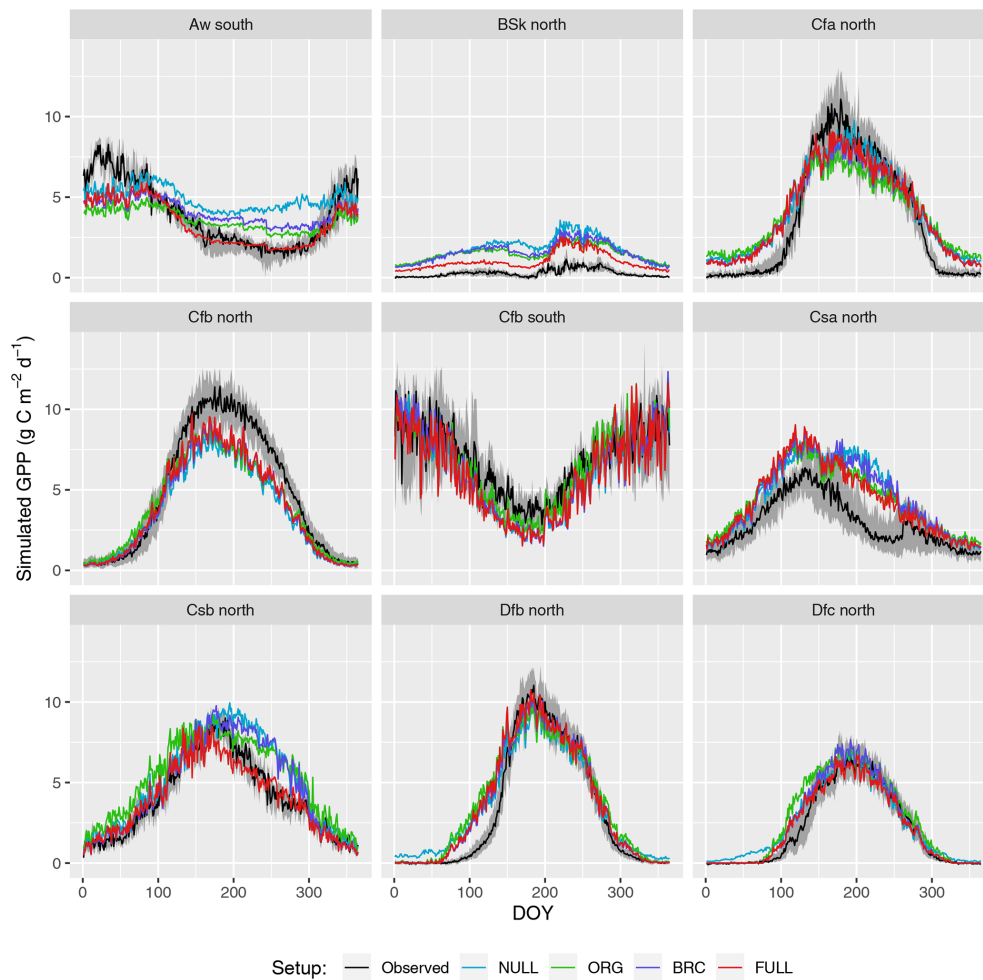 Aw south BSk north Cfa north
10
5
0
Cfb north Cfb south Csa north
10
5
0
Csb north Dfb north Dfc north
10
5
0
0 100 200 300 0 100 200 300 0 100 200 300
Simulated GPP (g C m⁻² d⁻¹)
DOY
Setup: Observed NULL ORG BRC FULL